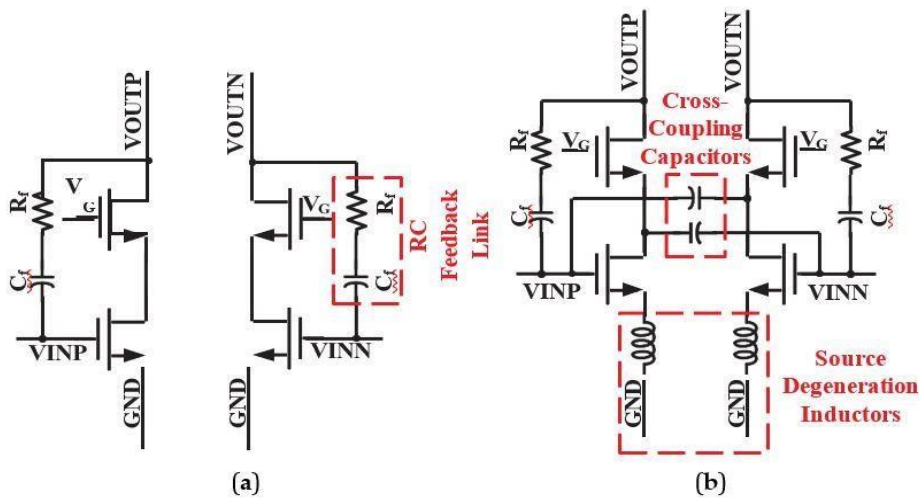 VOUTP
VOUTN
Rf
V
G
Cf
VINP
GND
VG
Rf
Cf
RC
Feedback
Link
VINN
GND
(a)
VOUTP
VOUTN
Cross-
Coupling
Capacitors
Rf
VG
VG
Rf
Cf
Cf
VINP
VINN
GND
GND
Source
Degeneration
Inductors
(b)